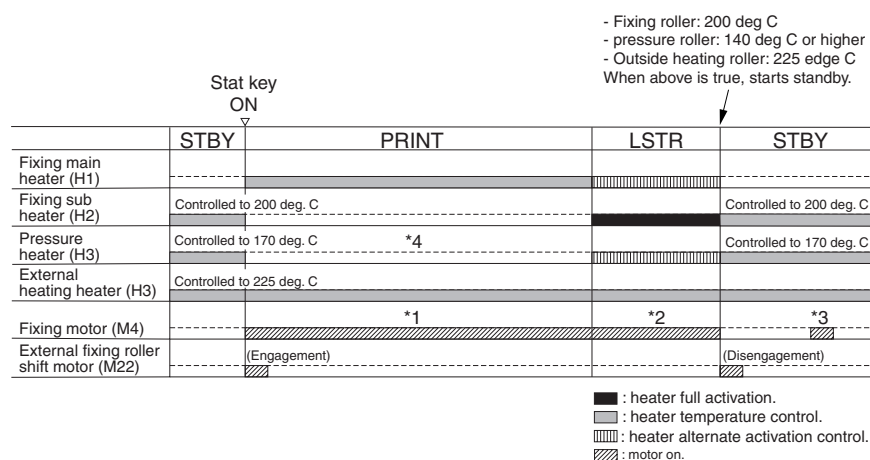 - Fixing roller: 200 deg C
- pressure roller: 140 deg C or higher
- Outside heating roller: 225 edge C
When above is true, starts standby.
Stat key
ON
STBY PRINT LSTR STBY
Fixing main
heater (H1)
Fixing sub
heater (H2)
Controlled to 200 deg. C
Controlled to 200 deg. C
Pressure
heater (H3)
Controlled to 170 deg. C
*4
Controlled to 170 deg. C
External
heating heater (H3)
Controlled to 225 deg. C
Fixing motor (M4)
*1 *2 *3
External fixing roller
shift motor (M22)
(Engagement)
(Disengagement)
: heater full activation.
: heater temperature control.
: heater alternate activation control.
: motor on.